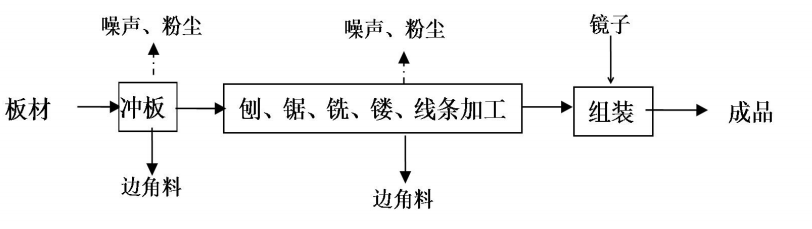 噪声、粉尘
噪声、粉尘
镜子
板材
冲板
刨、锯、铣、镂、线条加工
组装
成品
边角料
边角料